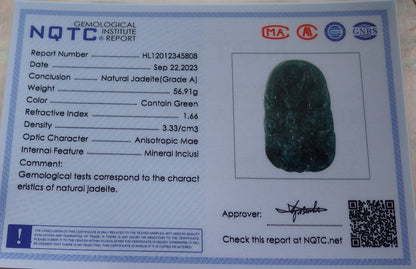 NQTC GEMOLOGICAL
INSTITUTE
REPORT
MA
GNRS
Report Number HL12012345808
DATE Sep 22.2023
Conclusion Natural Jadeite(Grade A)
Weight 56.91g
Color Contain Green
Refractive Index 1.66
Density 3.33/cm3
Optic Character Anisotropic Mae
Internal Feature Mineral Inclusi
Comment:
Gemological tests correspond to the charact
eristics of natural jadeite.
Approver:
Check this report at NQTC.net